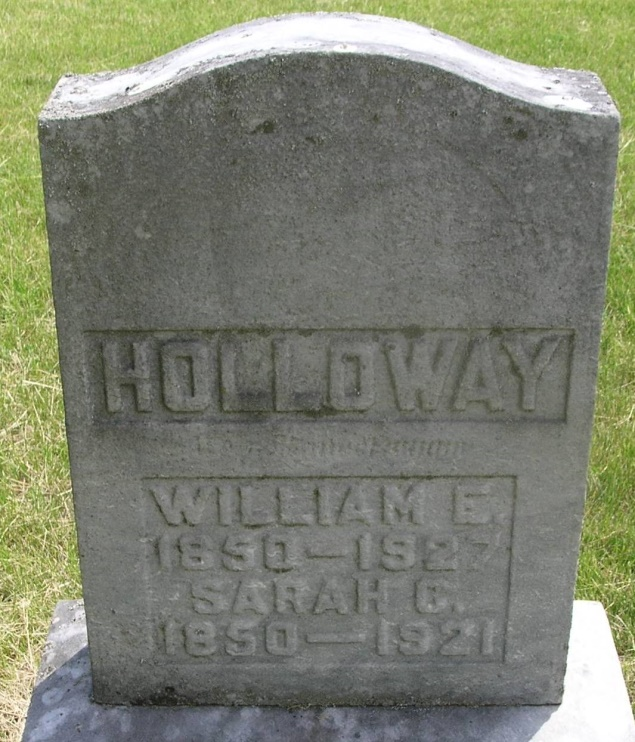 HOLLOWAY
WILLIAM E.
1850–1927
SARAH C.
1850–1921